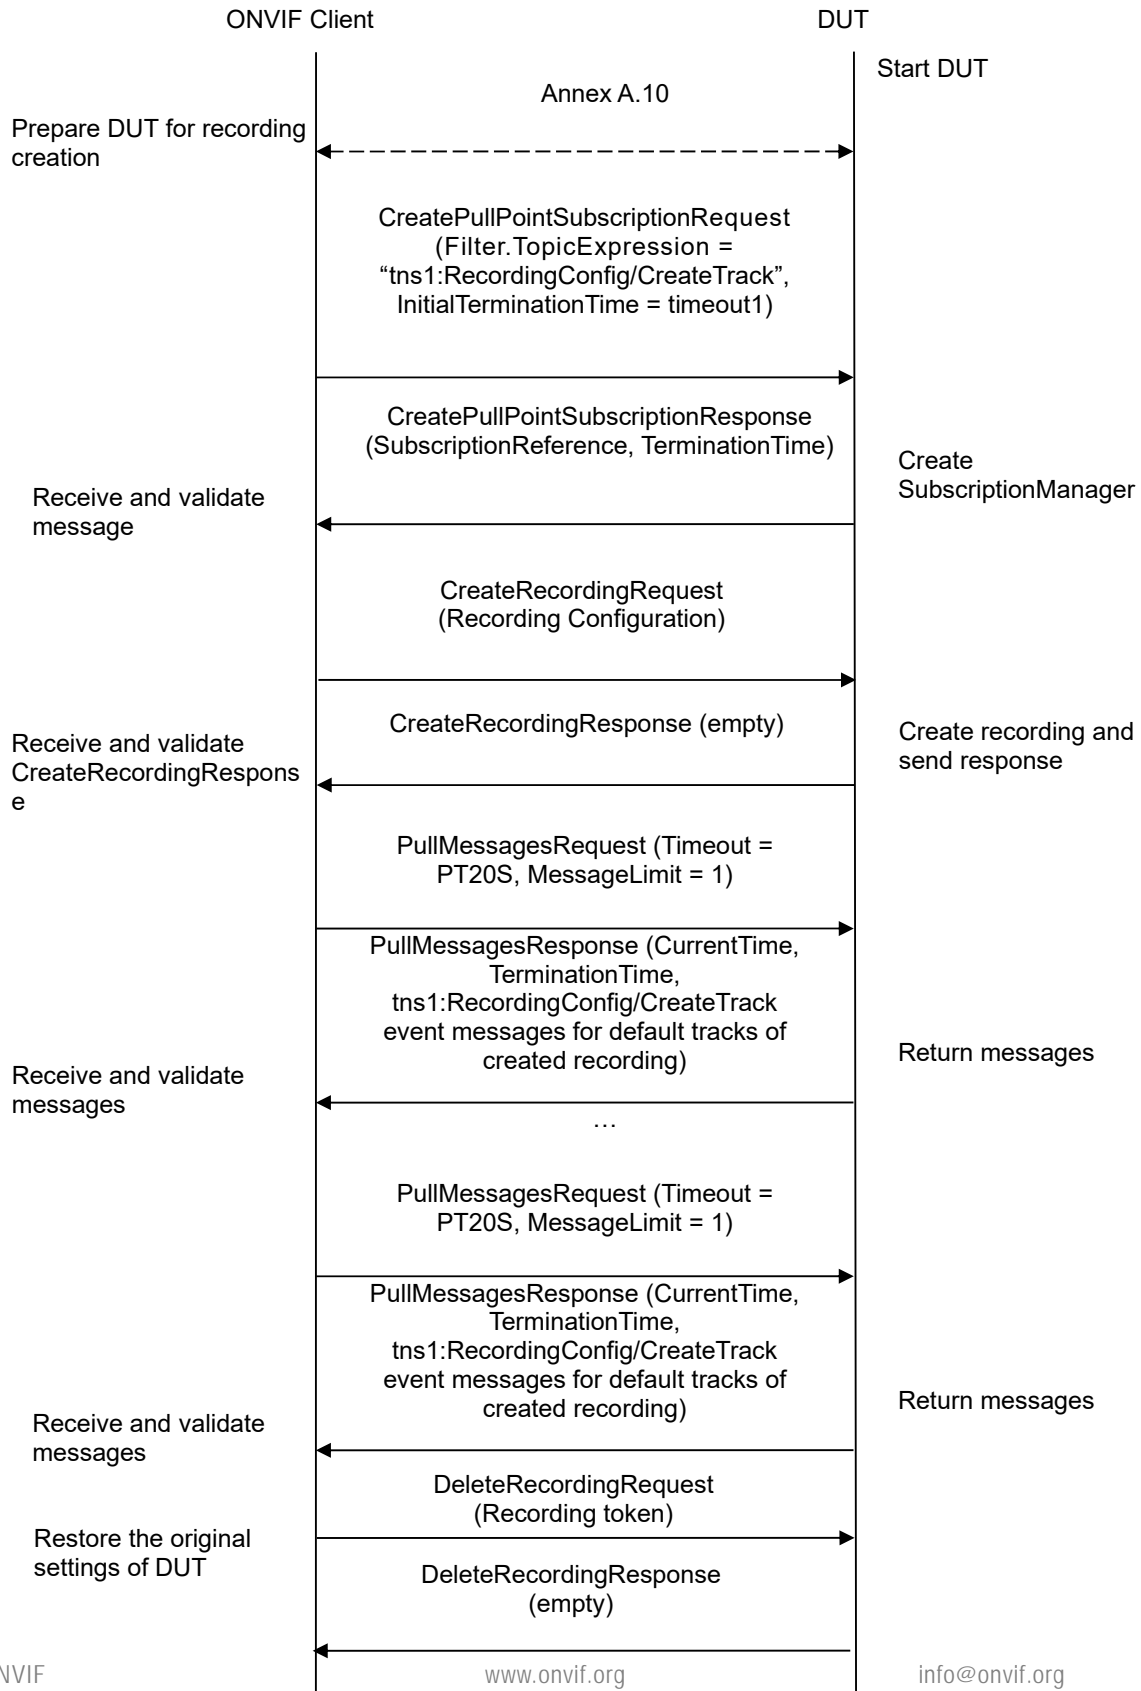 ONVIF Client
DUT
Start DUT
Annex A.10
Prepare DUT for recording
creation
CreatePullPointSubscriptionRequest
(Filter.TopicExpression =
“tns1:RecordingConfig/CreateTrack”,
InitialTerminationTime = timeout1)
CreatePullPointSubscriptionResponse
(SubscriptionReference, TerminationTime)
Create
SubscriptionManager
Receive and validate
message
CreateRecordingRequest
(Recording Configuration)
CreateRecordingResponse (empty)
Create recording and
send response
Receive and validate
CreateRecordingRespons
e
PullMessagesRequest (Timeout =
PT20S, MessageLimit = 1)
PullMessagesResponse (CurrentTime,
TerminationTime,
tns1:RecordingConfig/CreateTrack
event messages for default tracks of
created recording)
Return messages
Receive and validate
messages
…
PullMessagesRequest (Timeout =
PT20S, MessageLimit = 1)
PullMessagesResponse (CurrentTime,
TerminationTime,
tns1:RecordingConfig/CreateTrack
event messages for default tracks of
created recording)
Return messages
Receive and validate
messages
DeleteRecordingRequest
(Recording token)
Restore the original
settings of DUT
DeleteRecordingResponse
(empty)
NVIF
www.onvif.org
info@onvif.org